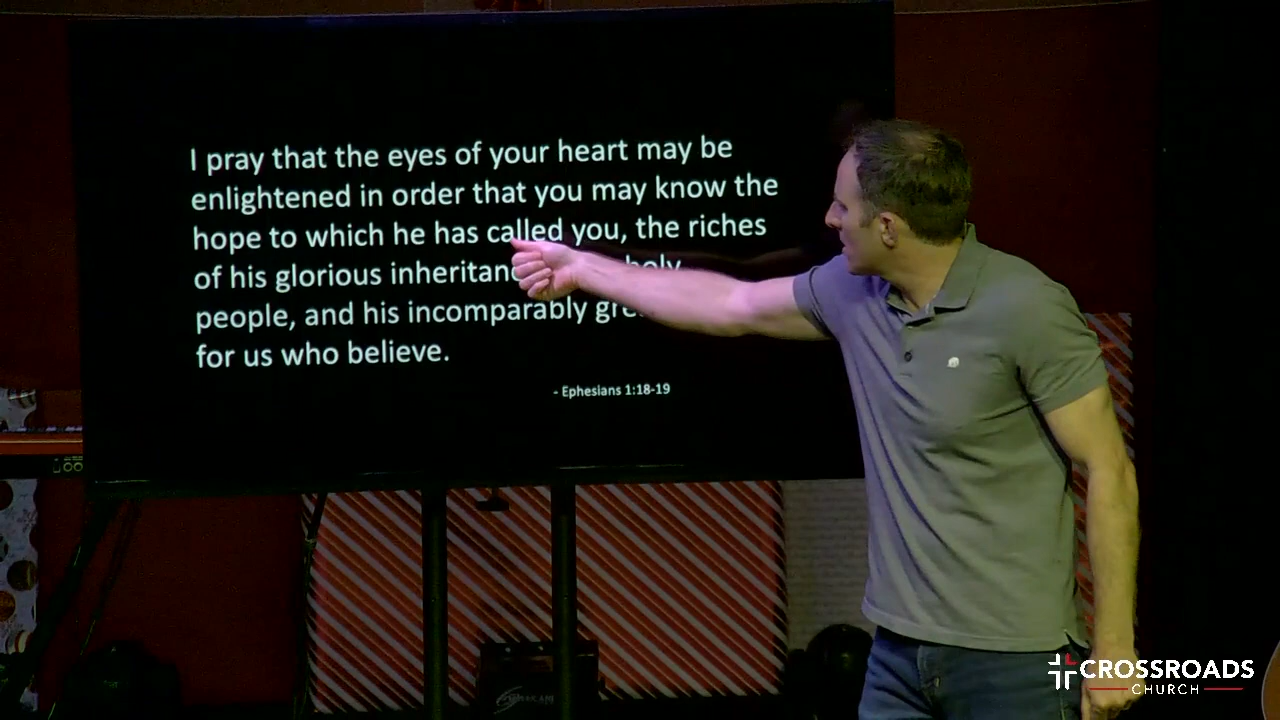 I pray that the eyes of your heart may be
enlightened in order that you may know the
hope to which he has called you, the riches
of his glorious holy
people, and his incomparably
for us who believe.
- Ephesians 1:18-19
CROSSROADS
CHURCH